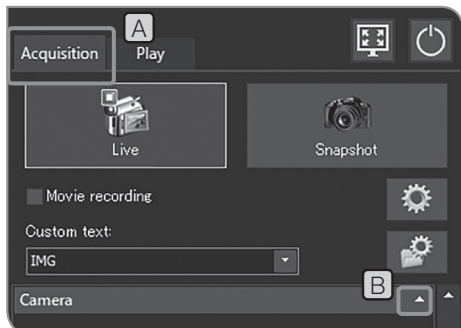 A
Acquisition Play
Live Snapshot
Movie recording
Custom text:
IMG
B
Camera